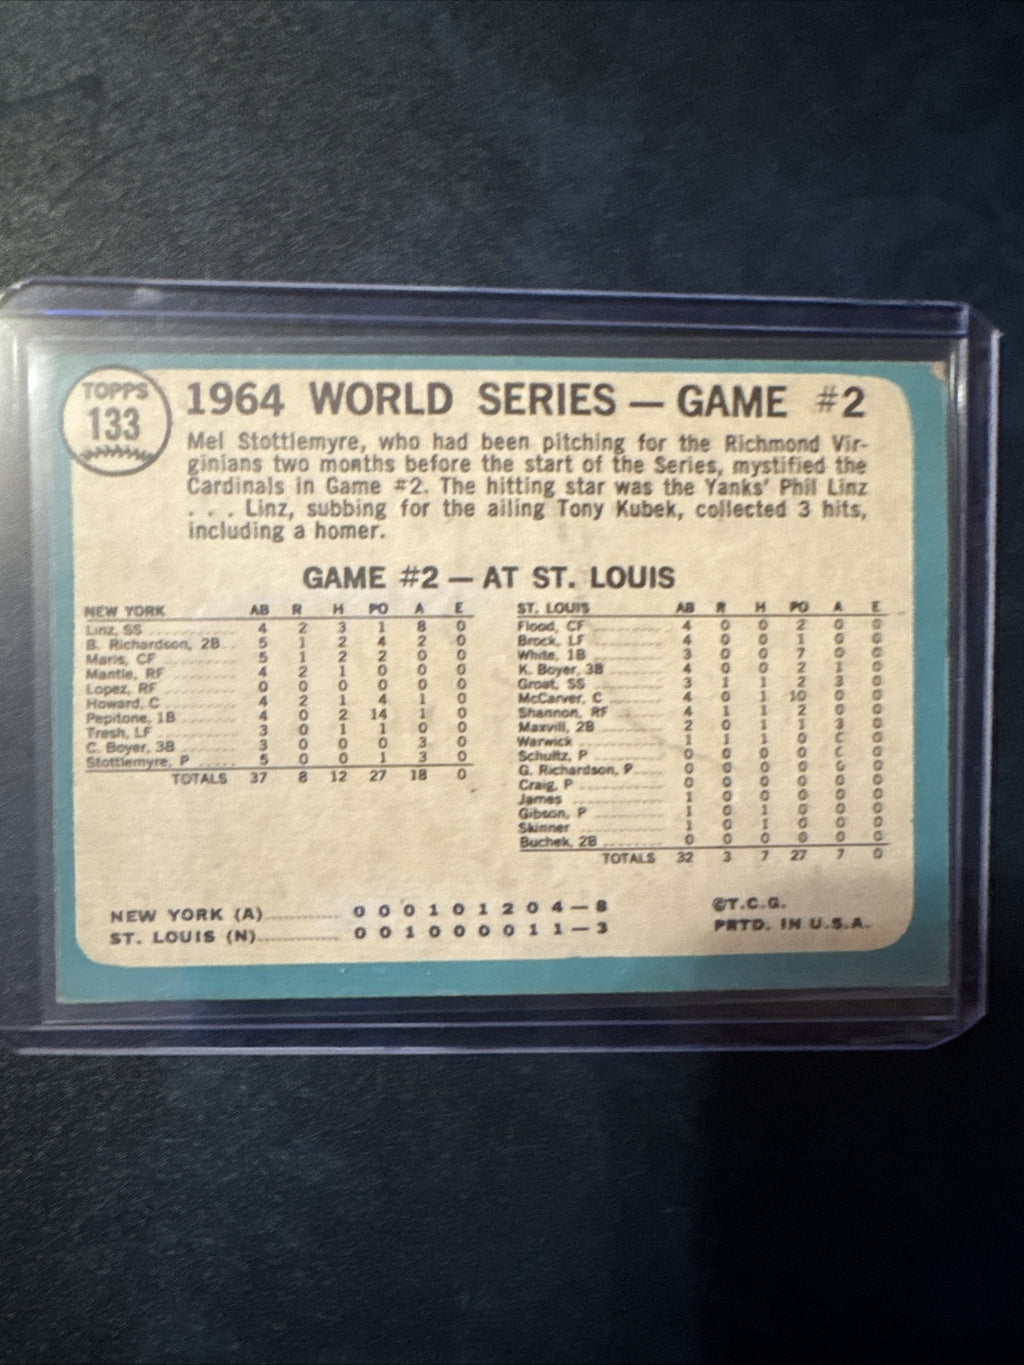 TOPPS
133
1964 WORLD SERIES — GAME #2
Mel Stottlemyre, who had been pitching for the Richmond Vir-
ginians two months before the start of the Series, mystified the
Cardinals in Game #2. The hitting star was the Yanks' Phil Linz
. . . Linz, subbing for the ailing Tony Kubek, collected 3 hits,
including a homer.
GAME #2 — AT ST. LOUIS
NEW YORK AB R H PO A E
Linz, SS 4 2 3 1 8 0
B. Richardson, 2B 5 1 2 4 2 0
Maris, CF 5 1 2 2 0 0
Mantle, RF 4 2 1 0 0 0
Lopez, RF 0 0 0 0 0 0
Howard, C 4 2 1 4 1 0
Pepitone, 1B 4 0 2 14 1 0
Tresh, LF 3 0 1 1 0 0
C. Boyer, 3B 3 0 0 0 3 0
Stottlemyre, P 5 0 0 1 3 0
TOTALS 37 8 12 27 18 0
ST. LOUIS AB R H PO A E
Flood, CF 4 0 0 2 0 0
Brock, LF 4 0 0 1 0 0
White, 1B 3 0 0 7 0 0
K. Boyer, 3B 4 0 0 2 1 0
Groat, SS 3 1 1 2 3 0
McCarver, C 4 0 1 10 0 0
Shannon, RF 4 1 1 2 0 0
Maxvill, 2B 2 0 1 1 3 0
Warwick 1 1 1 0 0 0
Schultz, P 0 0 0 0 0 0
G. Richardson, P 0 0 0 0 0 0
Craig, P 0 0 0 0 0 0
James 1 0 0 0 0 0
Gibson, P 1 0 1 0 0 0
Skinner 1 0 1 0 0 0
Buchek, 2B 0 0 0 0 0 0
TOTALS 32 3 7 27 7 0
NEW YORK (A) 0 0 0 1 0 1 2 0 4 — 8
ST. LOUIS (N) 0 0 1 0 0 0 0 1 1 — 3
©T.C.G.
PRTD. IN U.S.A.